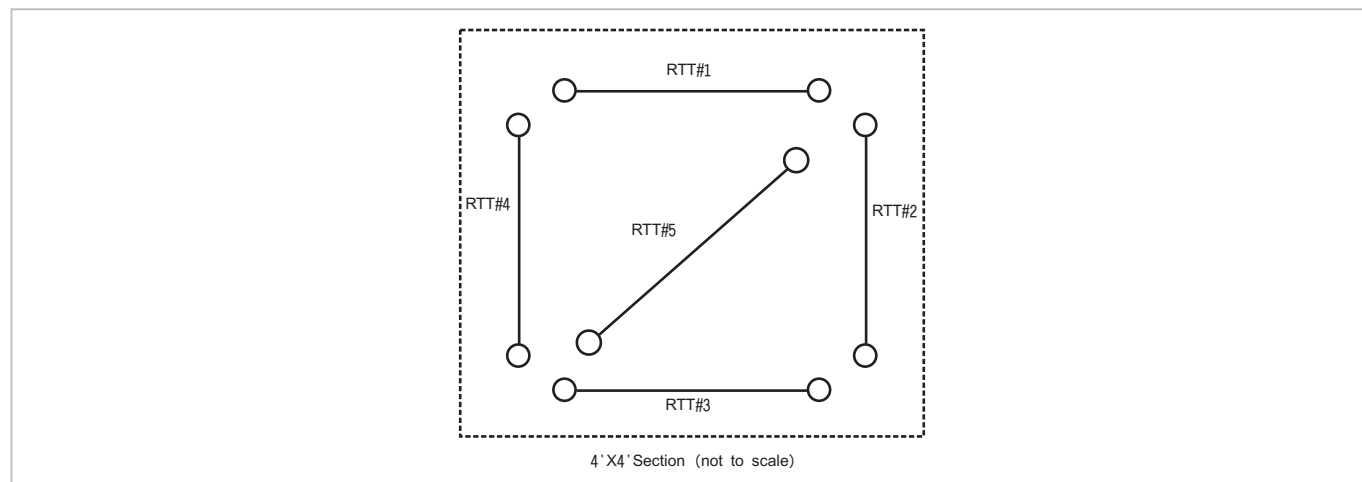 RTT#1
RTT#4
RTT#2
RTT#5
RTT#3
4'X4'Section (not to scale)